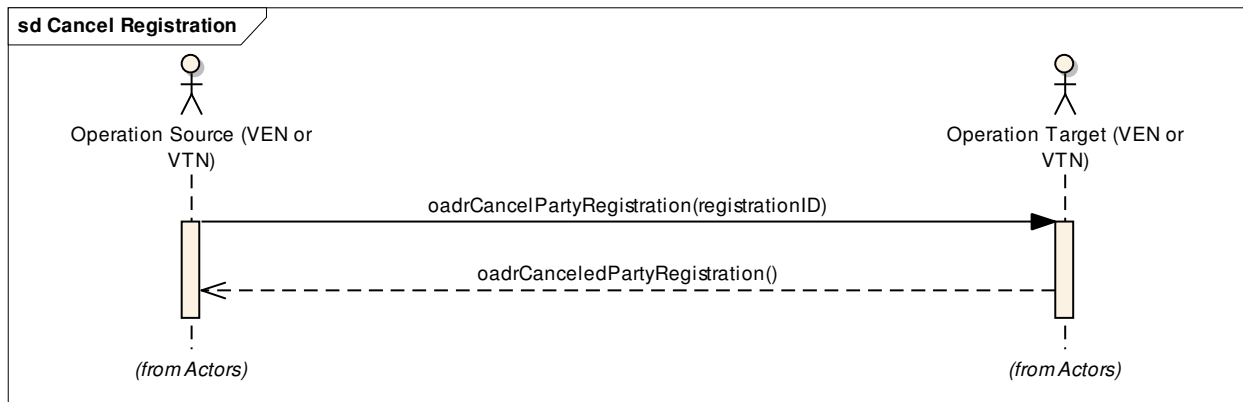 sd Cancel Registration
Operation Source (VEN or
VTN)
Operation Target (VEN or
VTN)
oadrCancelPartyRegistration(registrationID)
oadrCanceledPartyRegistration()
(from Actors)
(from Actors)